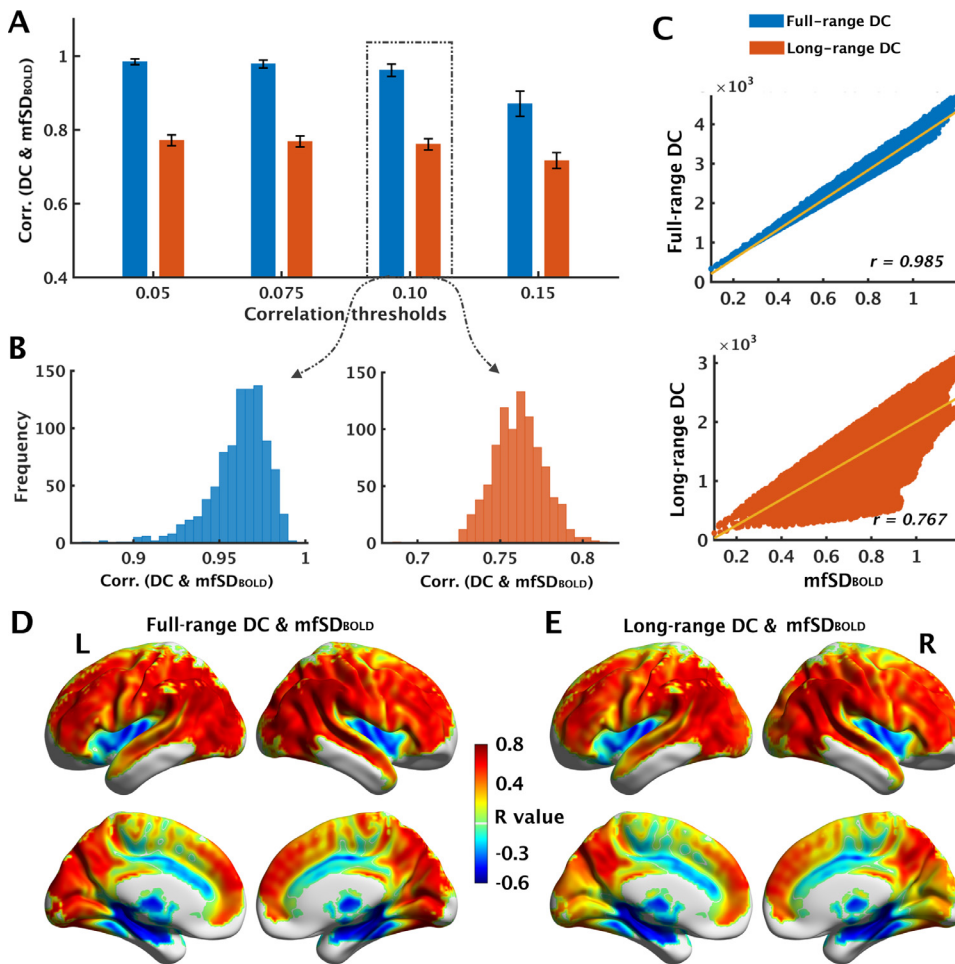 A
Corr. (DC & mfSDBOLD)
1
0.8
0.6
0.4
0.05
0.075
0.10
0.15
Correlation thresholds
Full-range DC
Long-range DC
C
×10³
Full-range DC
4
3
2
1
0
0.2
0.4
0.6
0.8
1
r = 0.985
×10³
Long-range DC
3
2
1
0
0.2
0.4
0.6
0.8
1
r = 0.767
mfSDBOLD
B
Frequency
150
100
50
0
0.9
0.95
1
Corr. (DC & mfSDBOLD)
150
100
50
0
0.7
0.75
0.8
Corr. (DC & mfSDBOLD)
D
Full-range DC & mfSDBOLD
L
E
Long-range DC & mfSDBOLD
R
0.8
0.4
R value
-0.3
-0.6